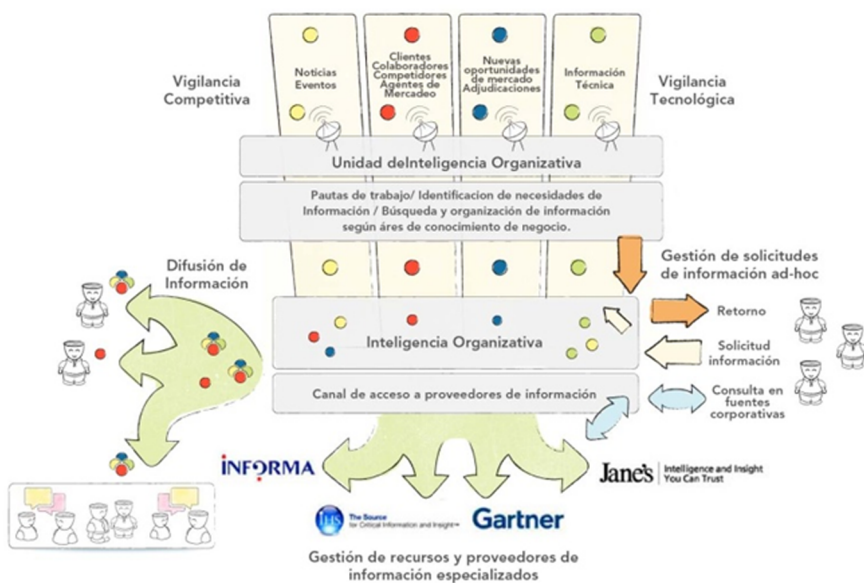 Vigilancia
Competitiva
Noticias
Eventos
Clientes
Colaboradores
Competidores
Agentes de
Mercadeo
Nuevas
oportunidades
de mercado
Adjudicaciones
Información
Técnica
Vigilancia
Tecnológica
Unidad deInteligencia Organizativa
Pautas de trabajo/ Identificacion de necesidades de
Información / Búsqueda y organización de información
según áres de conocimiento de negocio.
Difusión de
Información
Gestión de solicitudes
de información ad-hoc
Retorno
Inteligencia Organizativa
Solicitud
información
Canal de acceso a proveedores de información
Consulta en
fuentes
corporativas
INFORMA
Jane's
Intelligence and Insight
You Can Trust
IHS
The Source
for Critical Information and Insight™
Gartner
Gestión de recursos y proveedores de
información especializados